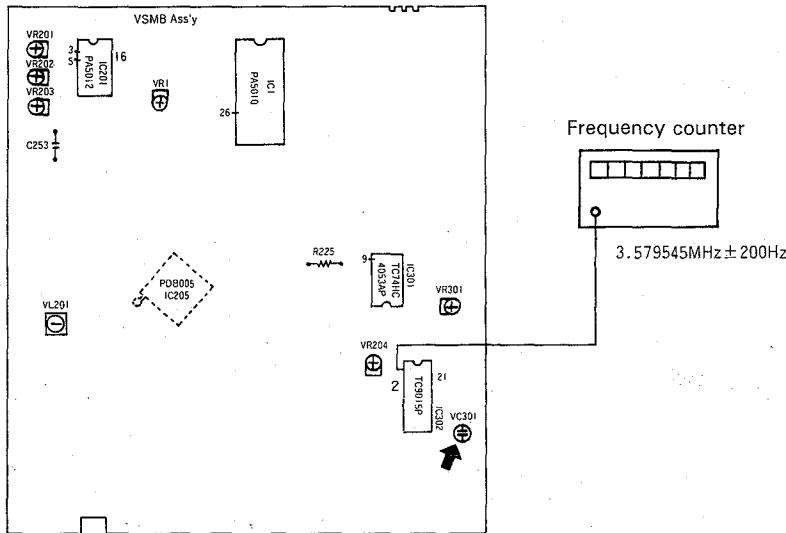 VSMB Ass'y
VR201
VR202
VR203
3
5
IC201
PA5012
16
VR1
IC1
PA5010
26
C253
Frequency counter
3.579545MHz±200Hz
R225
9
IC301
TC74HC
4053AP
VR301
PD8005
IC205
VL201
VR204
2
21
TC9015P
IC302
VC301